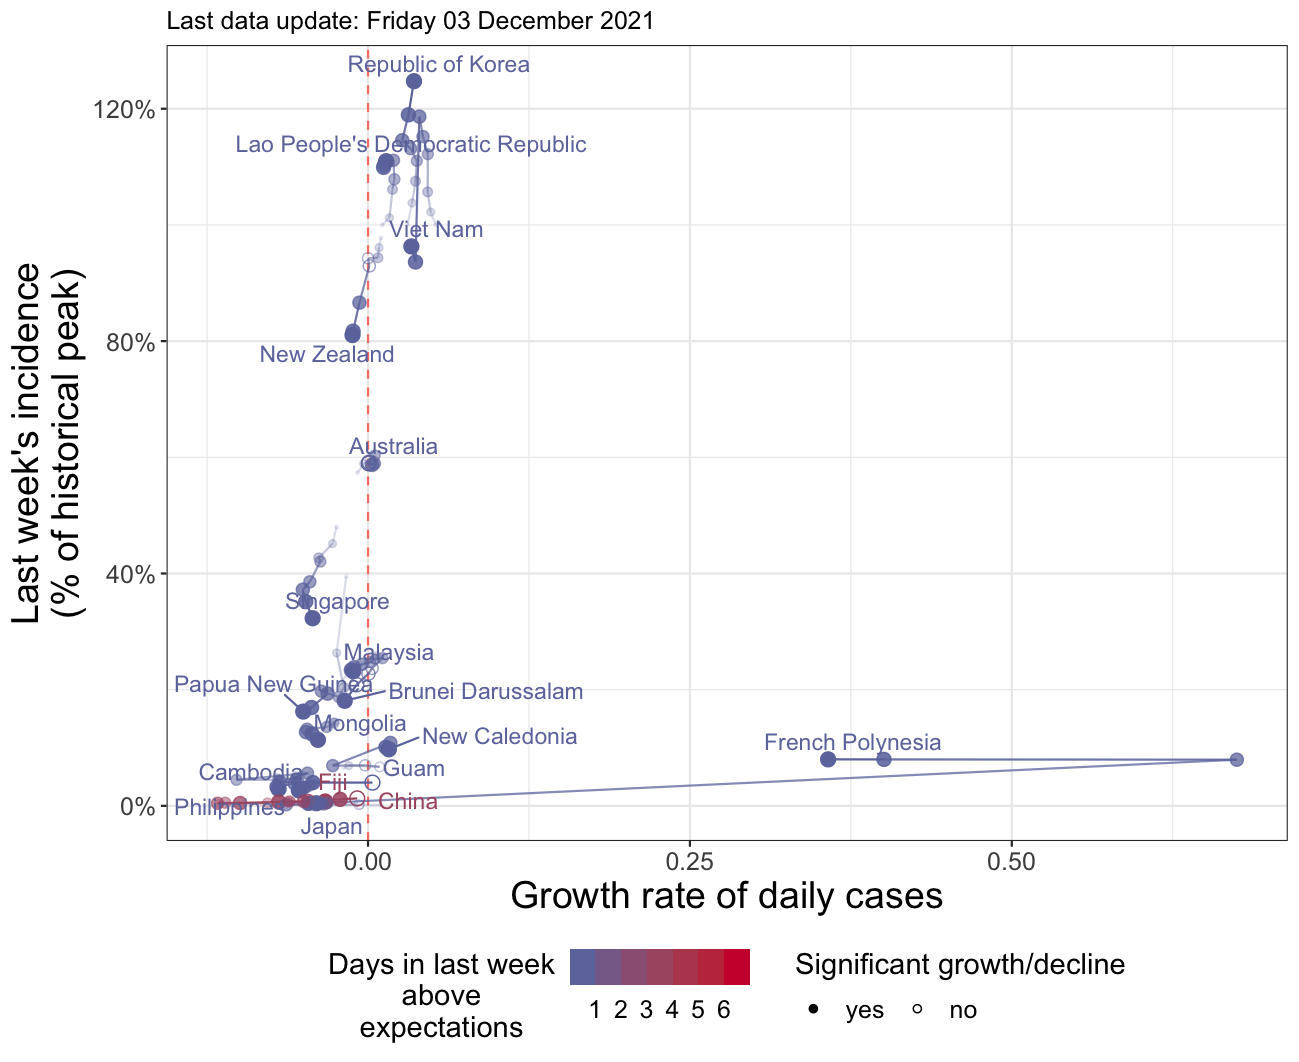 Last data update: Friday 03 December 2021
Last week's incidence
(% of historical peak)
120%
80%
40%
0%
Republic of Korea
Lao People's Democratic Republic
Viet Nam
New Zealand
Australia
Singapore
Malaysia
Papua New Guinea
Brunei Darussalam
Mongolia
New Caledonia
French Polynesia
Cambodia
Fiji
Guam
Philippines
China
Japan
0.00 0.25 0.50
Growth rate of daily cases
Days in last week
above
expectations
1 2 3 4 5 6
Significant growth/decline
yes no